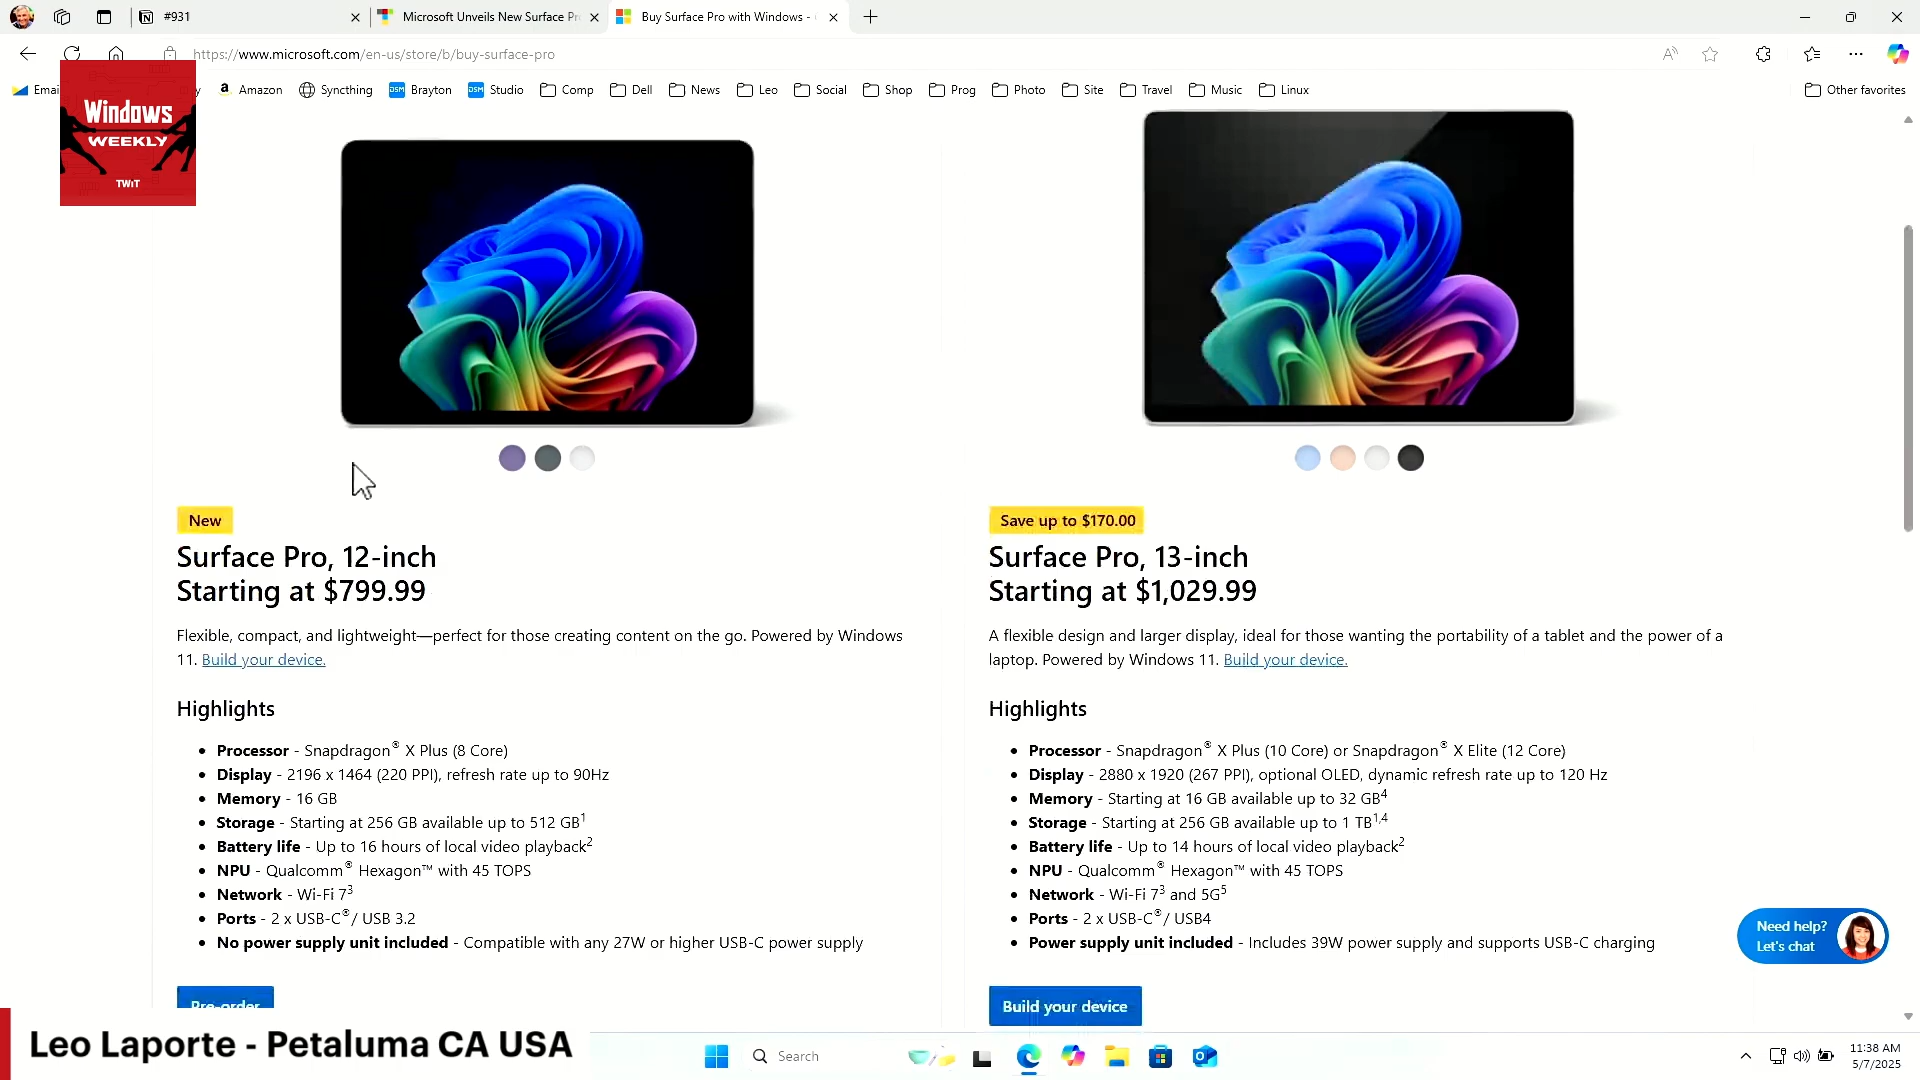 #931
Microsoft Unveils New Surface Pr
Buy Surface Pro with Windows -
https://www.microsoft.com/en-us/store/b/buy-surface-pro
Emai
y
Amazon
Syncthing
DSM
Brayton
DSM
Studio
Comp
Dell
News
Leo
Social
Shop
Prog
Photo
Site
Travel
Music
Linux
Other favorites
Windows
WEEKLY
TWiT
New
Surface Pro, 12-inch
Starting at $799.99
Flexible, compact, and lightweight—perfect for those creating content on the go. Powered by Windows
11. Build your device.
Highlights
• Processor - Snapdragon® X Plus (8 Core)
• Display - 2196 x 1464 (220 PPI), refresh rate up to 90Hz
• Memory - 16 GB
• Storage - Starting at 256 GB available up to 512 GB1
• Battery life - Up to 16 hours of local video playback2
• NPU - Qualcomm® Hexagon™ with 45 TOPS
• Network - Wi-Fi 73
• Ports - 2 x USB-C®/ USB 3.2
• No power supply unit included - Compatible with any 27W or higher USB-C power supply
Pre-order
Save up to $170.00
Surface Pro, 13-inch
Starting at $1,029.99
A flexible design and larger display, ideal for those wanting the portability of a tablet and the power of a
laptop. Powered by Windows 11. Build your device.
Highlights
• Processor - Snapdragon® X Plus (10 Core) or Snapdragon® X Elite (12 Core)
• Display - 2880 x 1920 (267 PPI), optional OLED, dynamic refresh rate up to 120 Hz
• Memory - Starting at 16 GB available up to 32 GB4
• Storage - Starting at 256 GB available up to 1 TB1,4
• Battery life - Up to 14 hours of local video playback2
• NPU - Qualcomm® Hexagon™ with 45 TOPS
• Network - Wi-Fi 73 and 5G5
• Ports - 2 x USB-C®/ USB4
• Power supply unit included - Includes 39W power supply and supports USB-C charging
Build your device
Need help?
Let's chat
Leo Laporte - Petaluma CA USA
Search
11:38 AM
5/7/2025